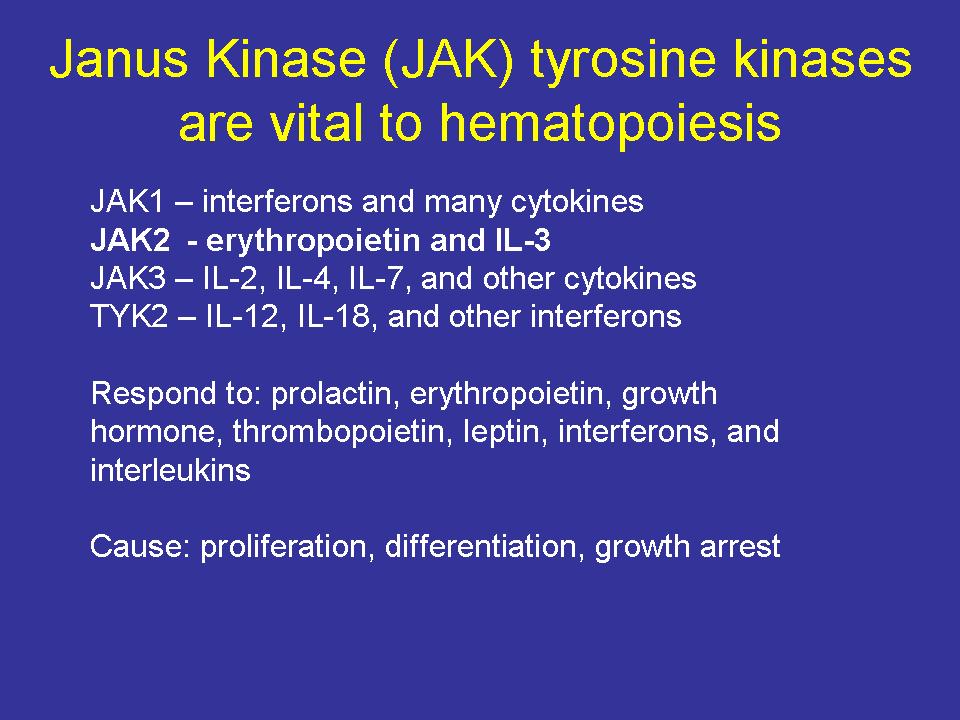 Janus Kinase (JAK) tyrosine kinases
are vital to hematopoiesis
JAK1 – interferons and many cytokines
JAK2  - erythropoietin and IL-3
JAK3 – IL-2, IL-4, IL-7, and other cytokines
TYK2 – IL-12, IL-18, and other interferons
Respond to: prolactin, erythropoietin, growth
hormone, thrombopoietin, leptin, interferons, and
interleukins
Cause: proliferation, differentiation, growth arrest